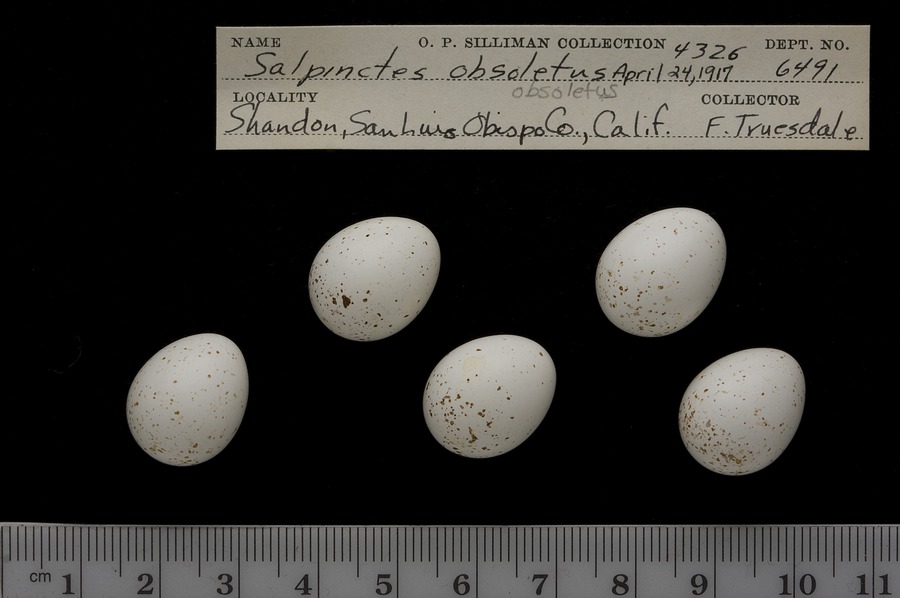 NAME O. P. SILLIMAN COLLECTION 4326 DEPT. NO.
Salpinctes obsoletus April 24, 1917 6491
obsoletus
LOCALITY COLLECTOR
Shandon, San Luis Obispo Co., Calif. F. Truesdale
cm 1 2 3 4 5 6 7 8 9 10 11